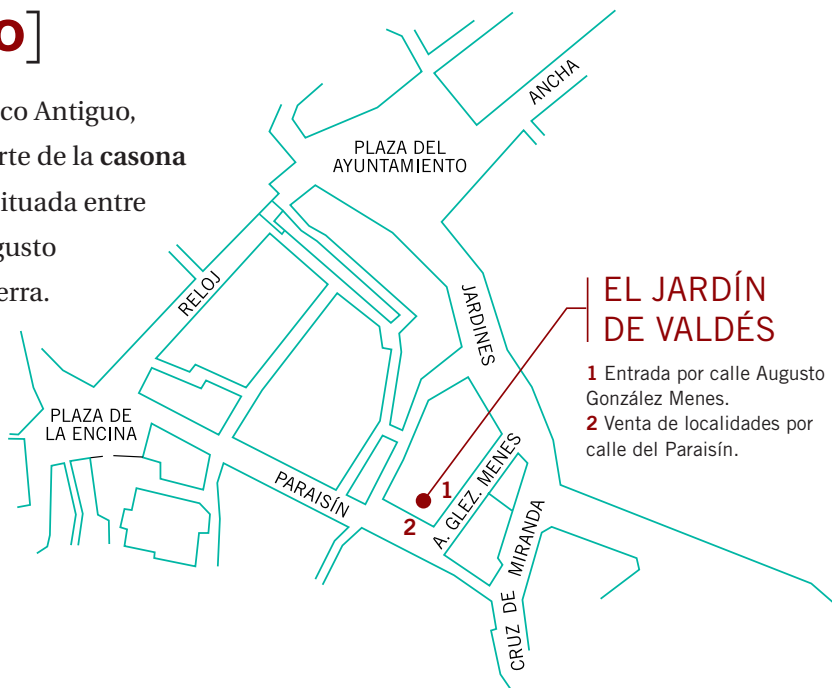 o]
co Antiguo,
rte de la casona
ituada entre
gusto
erra.
ANCHA
PLAZA DEL
AYUNTAMIENTO
RELOJ
JARDINES
EL JARDÍN
DE VALDÉS
1 Entrada por calle Augusto
González Menes.
2 Venta de localidades por
calle del Paraisín.
PLAZA DE
LA ENCINA
PARAISÍN
1
2
A. GLEZ. MENES
CRUZ DE MIRANDA